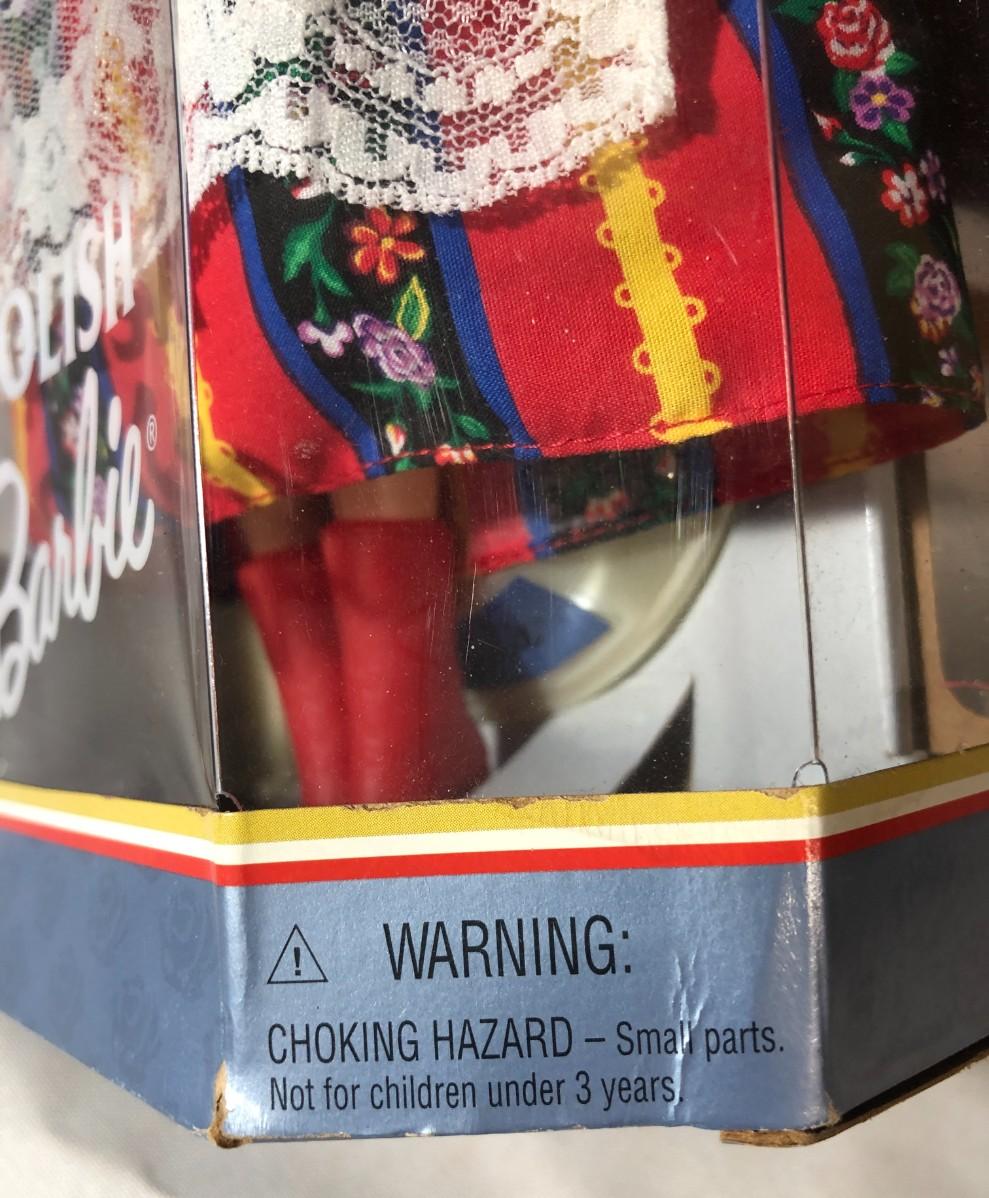 OLISH
Barbie®
WARNING:
CHOKING HAZARD – Small parts.
Not for children under 3 years.